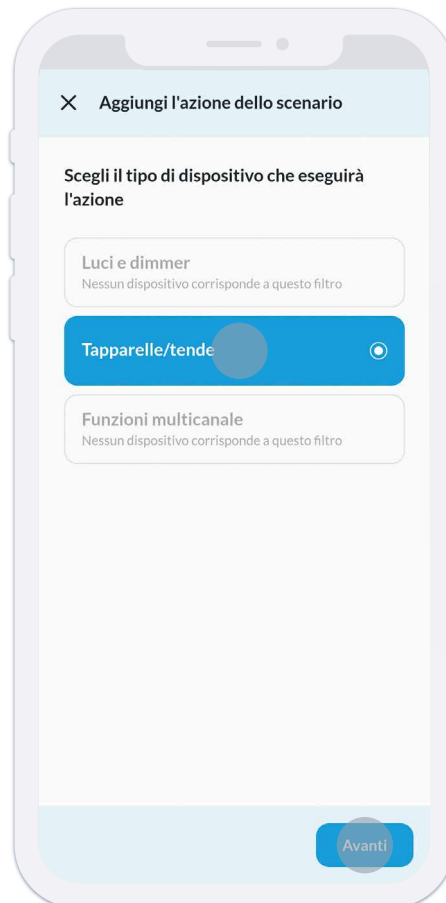 Aggiungi l'azione dello scenario
Scegli il tipo di dispositivo che eseguirà
l'azione
Luci e dimmer
Nessun dispositivo corrisponde a questo filtro
Tapparelle/tende
Funzioni multicanale
Nessun dispositivo corrisponde a questo filtro
Avanti